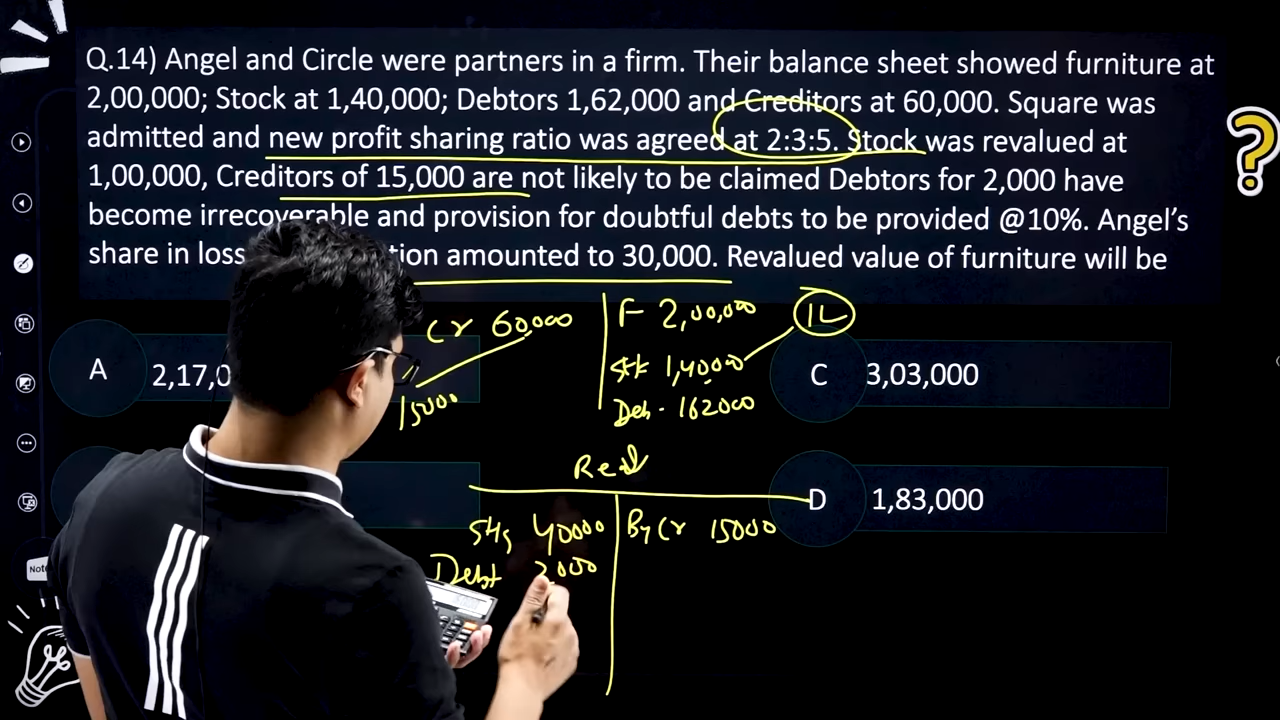 Q.14) Angel and Circle were partners in a firm. Their balance sheet showed furniture at
2,00,000; Stock at 1,40,000; Debtors 1,62,000 and Creditors at 60,000. Square was
admitted and new profit sharing ratio was agreed at 2:3:5. Stock was revalued at
1,00,000, Creditors of 15,000 are not likely to be claimed Debtors for 2,000 have
become irrecoverable and provision for doubtful debts to be provided @10%. Angel's
share in loss amounted to 30,000. Revalued value of furniture will be
Cr 60,000
15000
F 2,00,000
1L
Stk 1,40,000
Deb - 162000
A 2,17,0
C 3,03,000
D 1,83,000
40000
By Cr 15000
Debt 2000
Note